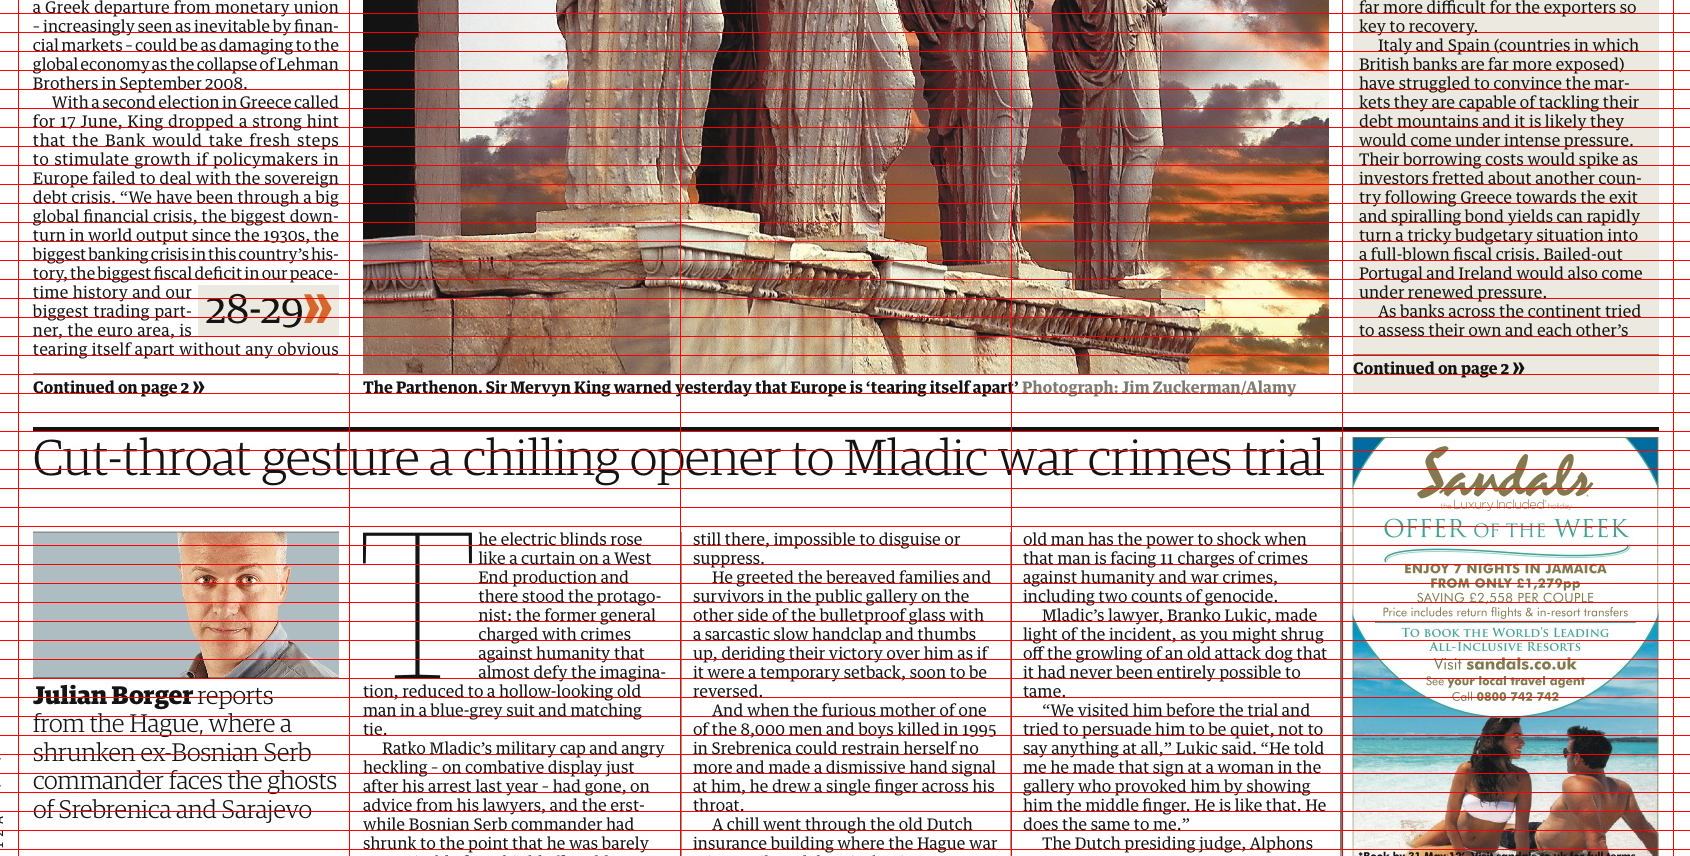 a Greek departure from monetary union
– increasingly seen as inevitable by finan-
cial markets – could be as damaging to the
global economy as the collapse of Lehman
Brothers in September 2008.
With a second election in Greece called
for 17 June, King dropped a strong hint
that the Bank would take fresh steps
to stimulate growth if policymakers in
Europe failed to deal with the sovereign
debt crisis. “We have been through a big
global financial crisis, the biggest down-
turn in world output since the 1930s, the
biggest banking crisis in this country’s his-
tory, the biggest fiscal deficit in our peace-
time history and our
biggest trading part-
ner, the euro area, is
tearing itself apart without any obvious
28-29»
Continued on page 2 »
The Parthenon. Sir Mervyn King warned yesterday that Europe is ‘tearing itself apart’ Photograph: Jim Zuckerman/Alamy
far more difficult for the exporters so
key to recovery.
Italy and Spain (countries in which
British banks are far more exposed)
have struggled to convince the mar-
kets they are capable of tackling their
debt mountains and it is likely they
would come under intense pressure.
Their borrowing costs would spike as
investors fretted about another coun-
try following Greece towards the exit
and spiralling bond yields can rapidly
turn a tricky budgetary situation into
a full-blown fiscal crisis. Bailed-out
Portugal and Ireland would also come
under renewed pressure.
As banks across the continent tried
to assess their own and each other’s
Continued on page 2 »
Cut-throat gesture a chilling opener to Mladic war crimes trial
Julian Borger reports
from the Hague, where a
shrunken ex-Bosnian Serb
commander faces the ghosts
of Srebrenica and Sarajevo
The electric blinds rose
like a curtain on a West
End production and
there stood the protago-
nist: the former general
charged with crimes
against humanity that
almost defy the imagina-
tion, reduced to a hollow-looking old
man in a blue-grey suit and matching
tie.
Ratko Mladic’s military cap and angry
heckling – on combative display just
after his arrest last year – had gone, on
advice from his lawyers, and the erst-
while Bosnian Serb commander had
shrunk to the point that he was barely
still there, impossible to disguise or
suppress.
He greeted the bereaved families and
survivors in the public gallery on the
other side of the bulletproof glass with
a sarcastic slow handclap and thumbs
up, deriding their victory over him as if
it were a temporary setback, soon to be
reversed.
And when the furious mother of one
of the 8,000 men and boys killed in 1995
in Srebrenica could restrain herself no
more and made a dismissive hand signal
at him, he drew a single finger across his
throat.
A chill went through the old Dutch
insurance building where the Hague war
old man has the power to shock when
that man is facing 11 charges of crimes
against humanity and war crimes,
including two counts of genocide.
Mladic’s lawyer, Branko Lukic, made
light of the incident, as you might shrug
off the growling of an old attack dog that
it had never been entirely possible to
tame.
“We visited him before the trial and
tried to persuade him to be quiet, not to
say anything at all,” Lukic said. “He told
me he made that sign at a woman in the
gallery who provoked him by showing
him the middle finger. He is like that. He
does the same to me.”
The Dutch presiding judge, Alphons
Sandals
the Luxury Included holiday
OFFER OF THE WEEK
ENJOY 7 NIGHTS IN JAMAICA
FROM ONLY £1,279pp
SAVING £2,558 PER COUPLE
Price includes return flights & in-resort transfers
TO BOOK THE WORLD’S LEADING
ALL-INCLUSIVE RESORTS
Visit sandals.co.uk
See your local travel agent
Call 0800 742 742